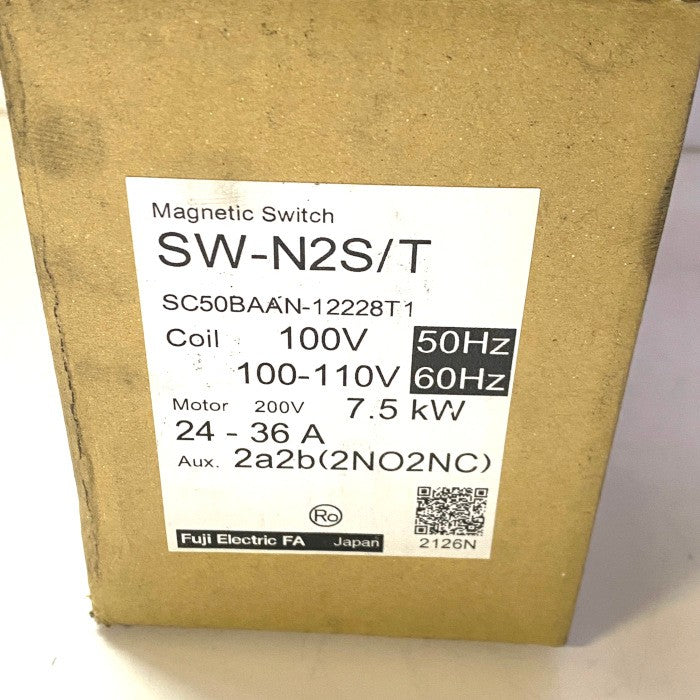 Magnetic Switch
SW-N2S/T
SC50BAAN-12228T1
Coil 100V 50Hz
100-110V 60Hz
Motor 200V 7.5 kW
24 - 36 A
Aux. 2a2b(2NO2NC)
Ro
Fuji Electric FA Japan
2126N